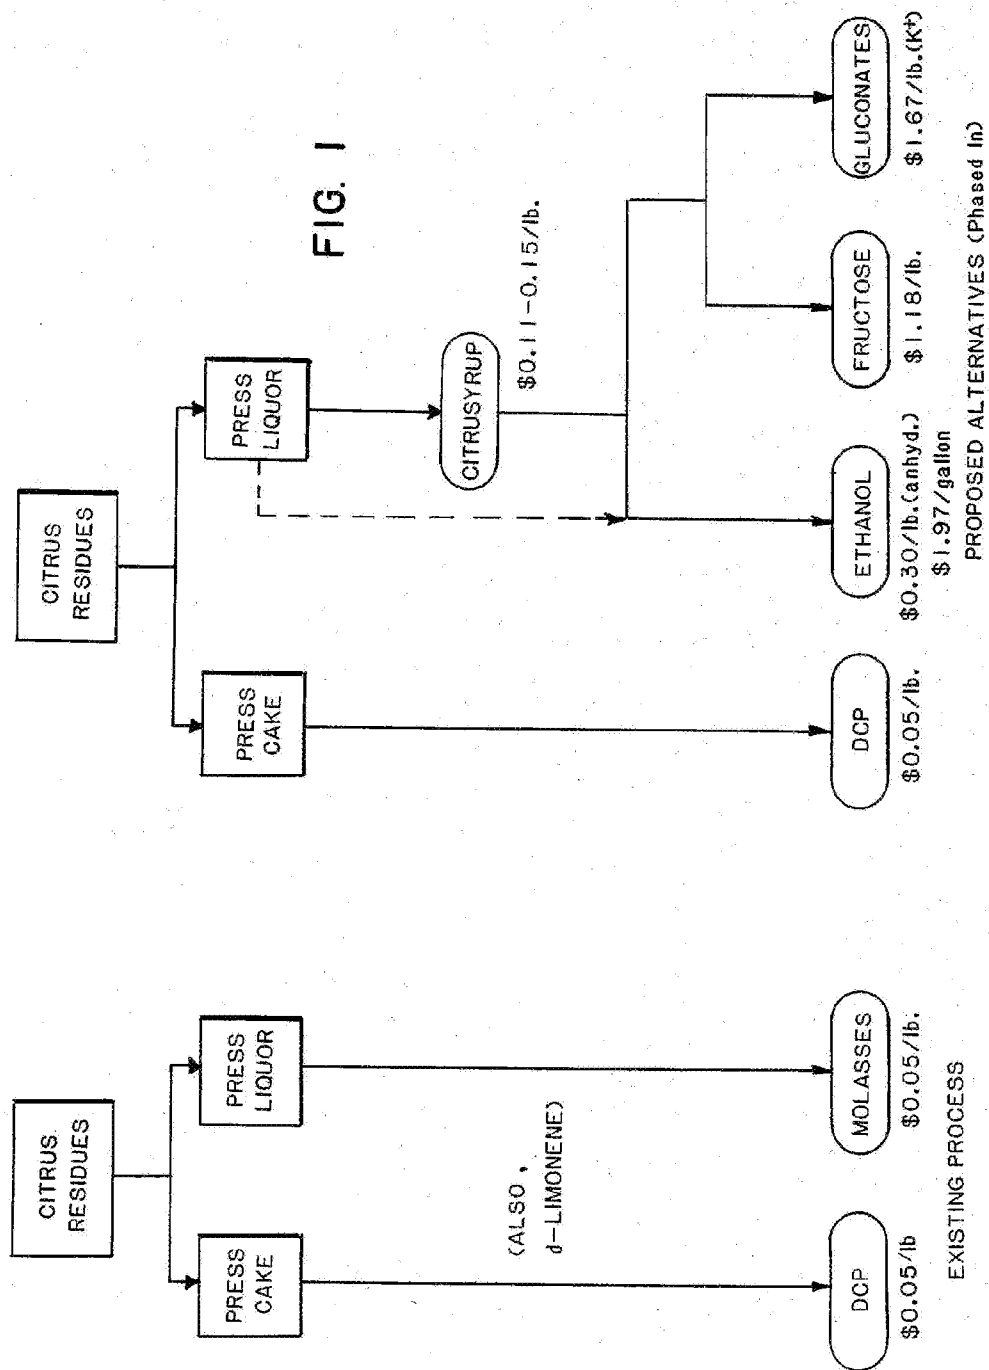 FIG. 1
CITRUS
RESIDUES
PRESS
CAKE
PRESS
LIQUOR
(ALSO,
d-LIMONENE)
DCP
$0.05/lb
MOLASSES
$0.05/lb.
EXISTING PROCESS
CITRUS
RESIDUES
PRESS
CAKE
PRESS
LIQUOR
CITRUSYRUP
$0.11-0.15/lb.
DCP
$0.05/lb.
ETHANOL
$0.30/lb.(anhyd.)
$1.97/gallon
FRUCTOSE
$1.18/lb.
GLUCONATES
$1.67/lb.(K+)
PROPOSED ALTERNATIVES (Phased In)